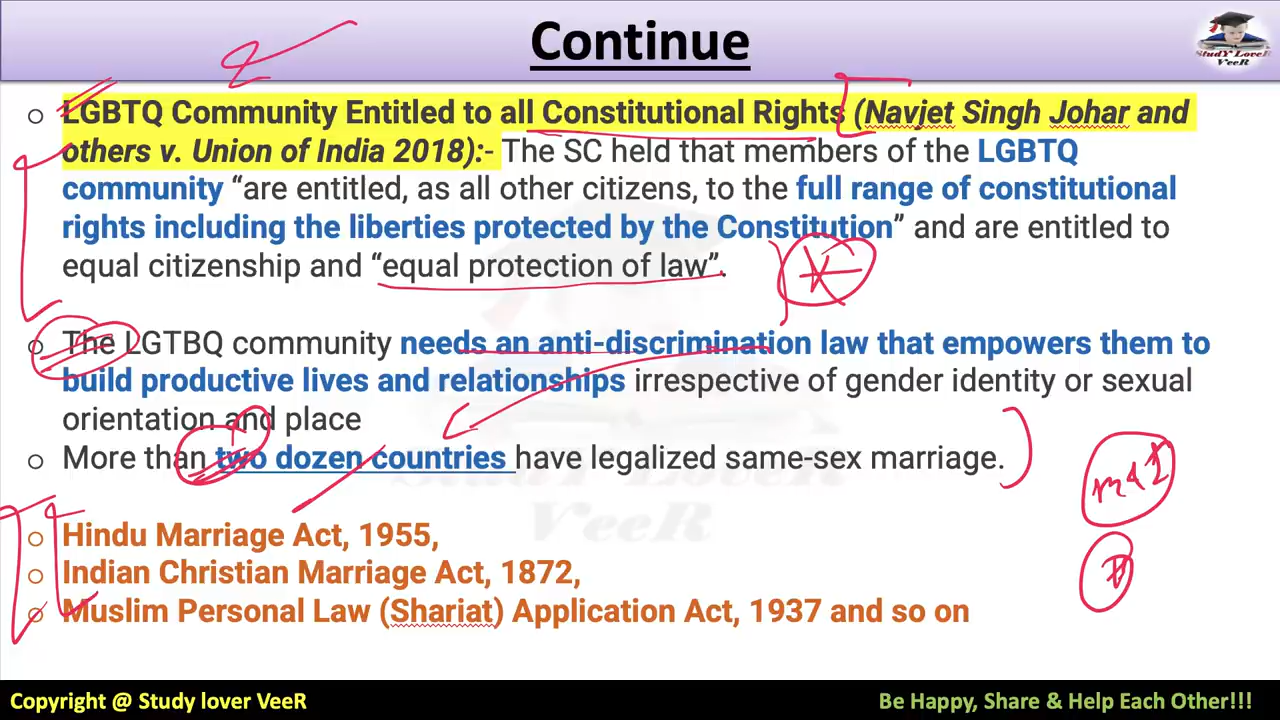 Continue
StudY LoveR
VeeR
LGBTQ Community Entitled to all Constitutional Rights (Navjet Singh Johar and
others v. Union of India 2018):- The SC held that members of the LGBTQ
community “are entitled, as all other citizens, to the full range of constitutional
rights including the liberties protected by the Constitution” and are entitled to
equal citizenship and “equal protection of law”.
The LGTBQ community needs an anti-discrimination law that empowers them to
build productive lives and relationships irrespective of gender identity or sexual
orientation and place
More than two dozen countries have legalized same-sex marriage.
StudY LoveR
VeeR
Hindu Marriage Act, 1955,
Indian Christian Marriage Act, 1872,
Muslim Personal Law (Shariat) Application Act, 1937 and so on
Copyright @ Study lover VeeR
Be Happy, Share & Help Each Other!!!